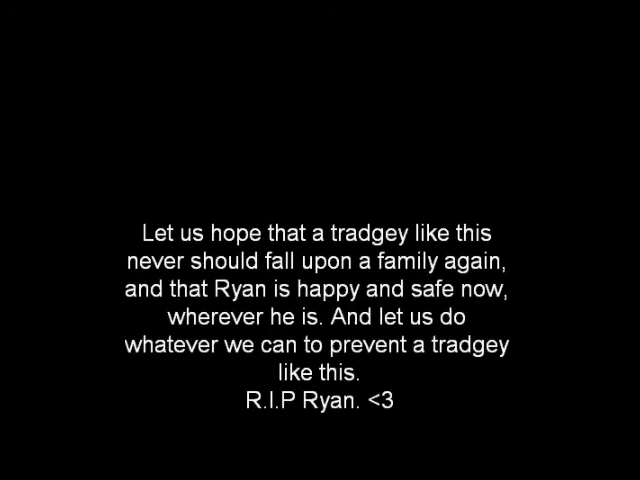 Let us hope that a tradgey like this
never should fall upon a family again,
and that Ryan is happy and safe now,
wherever he is. And let us do
whatever we can to prevent a tradgey
like this.
R.I.P Ryan. <3